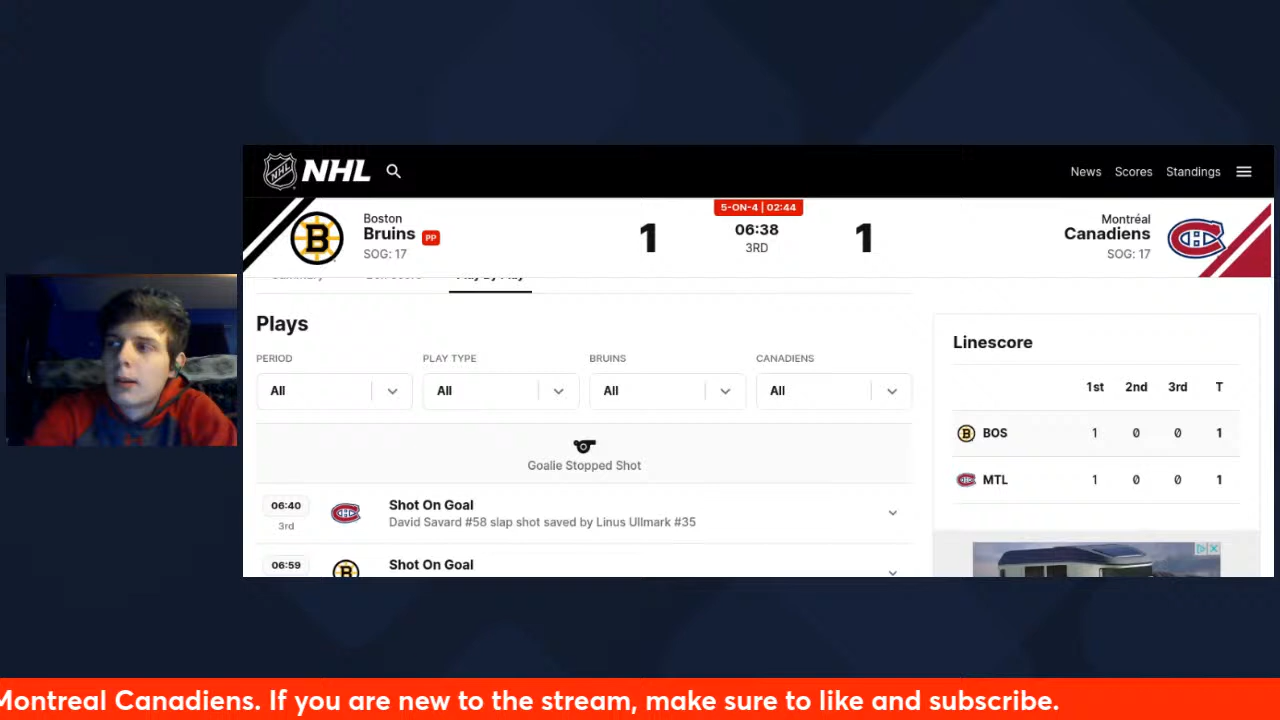 NHL
News Scores Standings
5-ON-4 | 02:44
Boston
Bruins PP
SOG: 17
1
06:38
3RD
1
Montréal
Canadiens
SOG: 17
Plays
PERIOD PLAY TYPE BRUINS CANADIENS
All All All All
Goalie Stopped Shot
06:40
3rd
Shot On Goal
David Savard #58 slap shot saved by Linus Ullmark #35
06:59
Shot On Goal
Linescore
1st 2nd 3rd T
BOS 1 0 0 1
MTL 1 0 0 1
Montreal Canadiens. If you are new to the stream, make sure to like and subscribe.